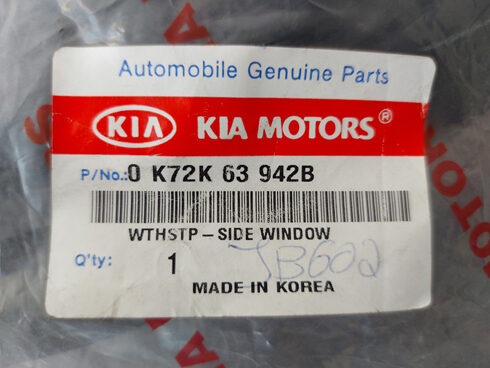 Automobile Genuine Parts
KIA KIA MOTORS®
P/No.: 0 K72K 63 942B
WTHSTP-SIDE WINDOW
Q'ty: 1
JB602
MADE IN KOREA